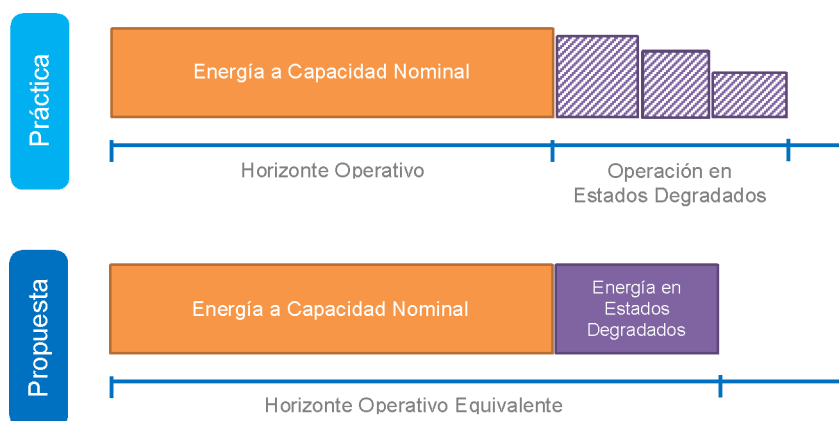 Práctica
Energía a Capacidad Nominal
Horizonte Operativo
Operación en
Estados Degradados
Propuesta
Energía a Capacidad Nominal
Energía en
Estados
Degradados
Horizonte Operativo Equivalente